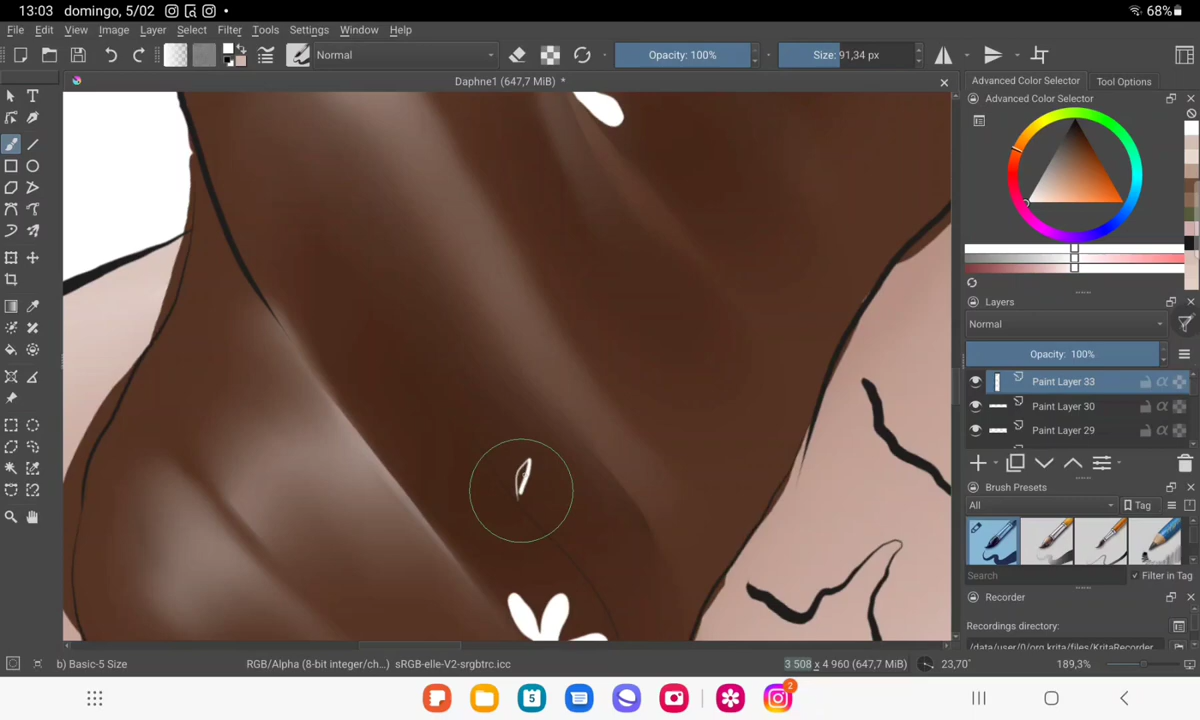 13:03 domingo, 5/02 68%
File Edit View Image Layer Select Filter Tools Settings Window Help
Normal Opacity: 100% Size: 91,34 px
Daphne1 (647,7 MiB) *
Advanced Color Selector Tool Options
Advanced Color Selector
Layers
Normal
Opacity: 100%
Paint Layer 33
Paint Layer 30
Paint Layer 29
Brush Presets
All Tag
Search Filter in Tag
Recorder
Recordings directory:
/data/user/0/org.krita/files/KritaRecorder
b) Basic-5 Size RGB/Alpha (8-bit integer/ch...) sRGB-elle-V2-srgbtrc.icc 3 508 x 4 960 (647,7 MiB) 23,70° 189,3%
5
2